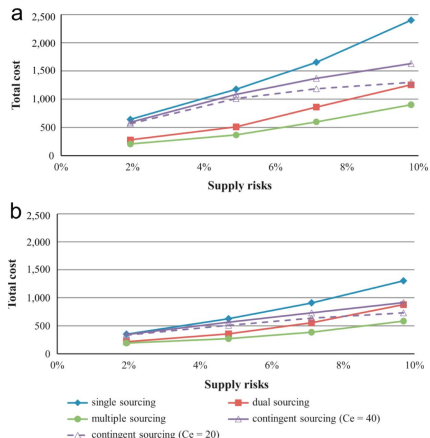 a
2,500
2,000
1,500
1,000
500
0
Total cost
0% 2% 4% 6% 8% 10%
Supply risks
b
2,500
2,000
1,500
1,000
500
0
Total cost
0% 2% 4% 6% 8% 10%
Supply risks
single sourcing dual sourcing
multiple sourcing contingent sourcing (Ce = 40)
contingent sourcing (Ce = 20)